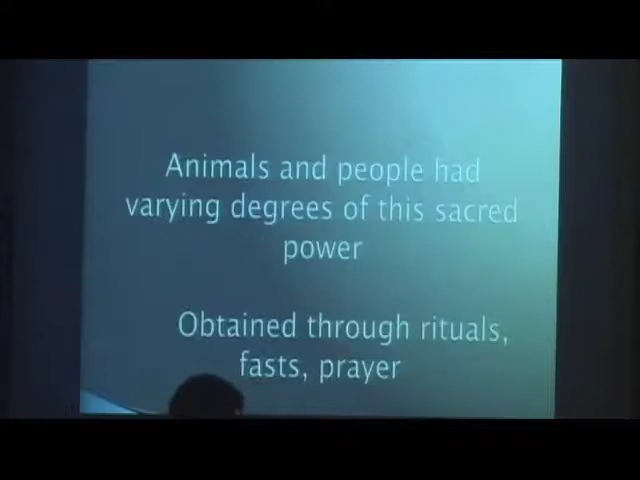 Animals and people had
varying degrees of this sacred
power
Obtained through rituals,
fasts, prayer